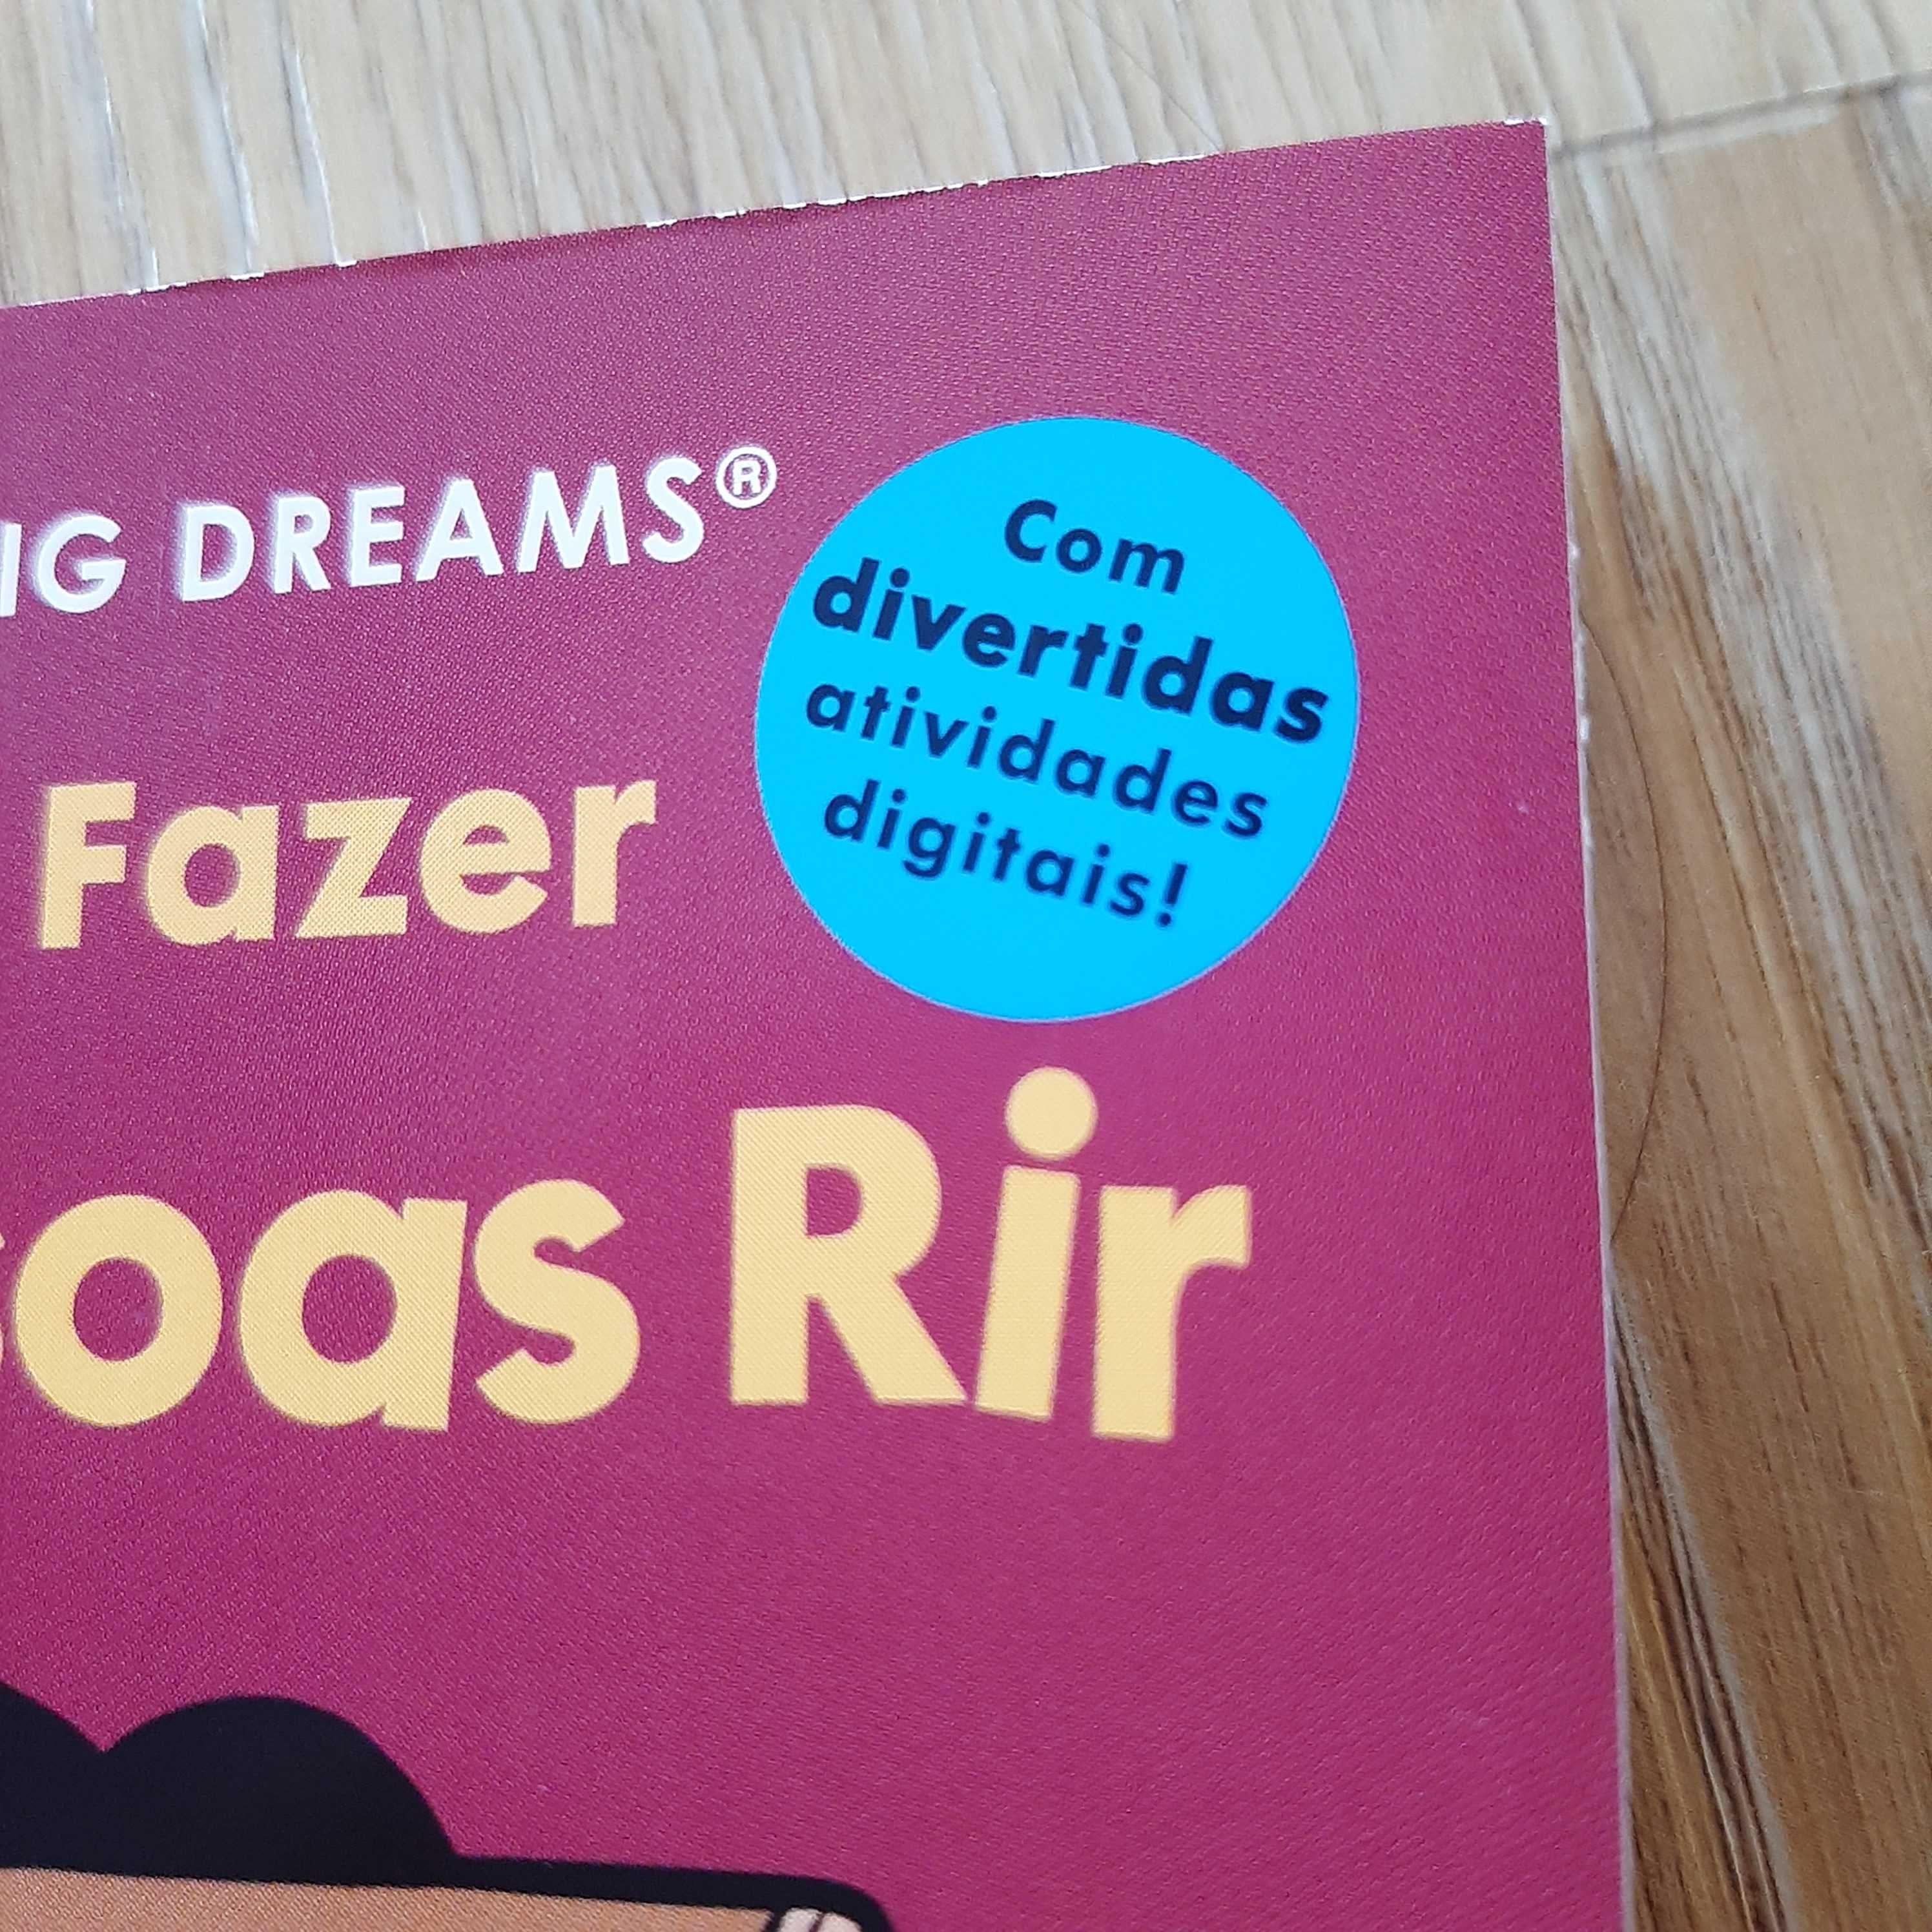 IG DREAMS®
Com
divertidas
atividades
digitais!
Fazer
soas Rir